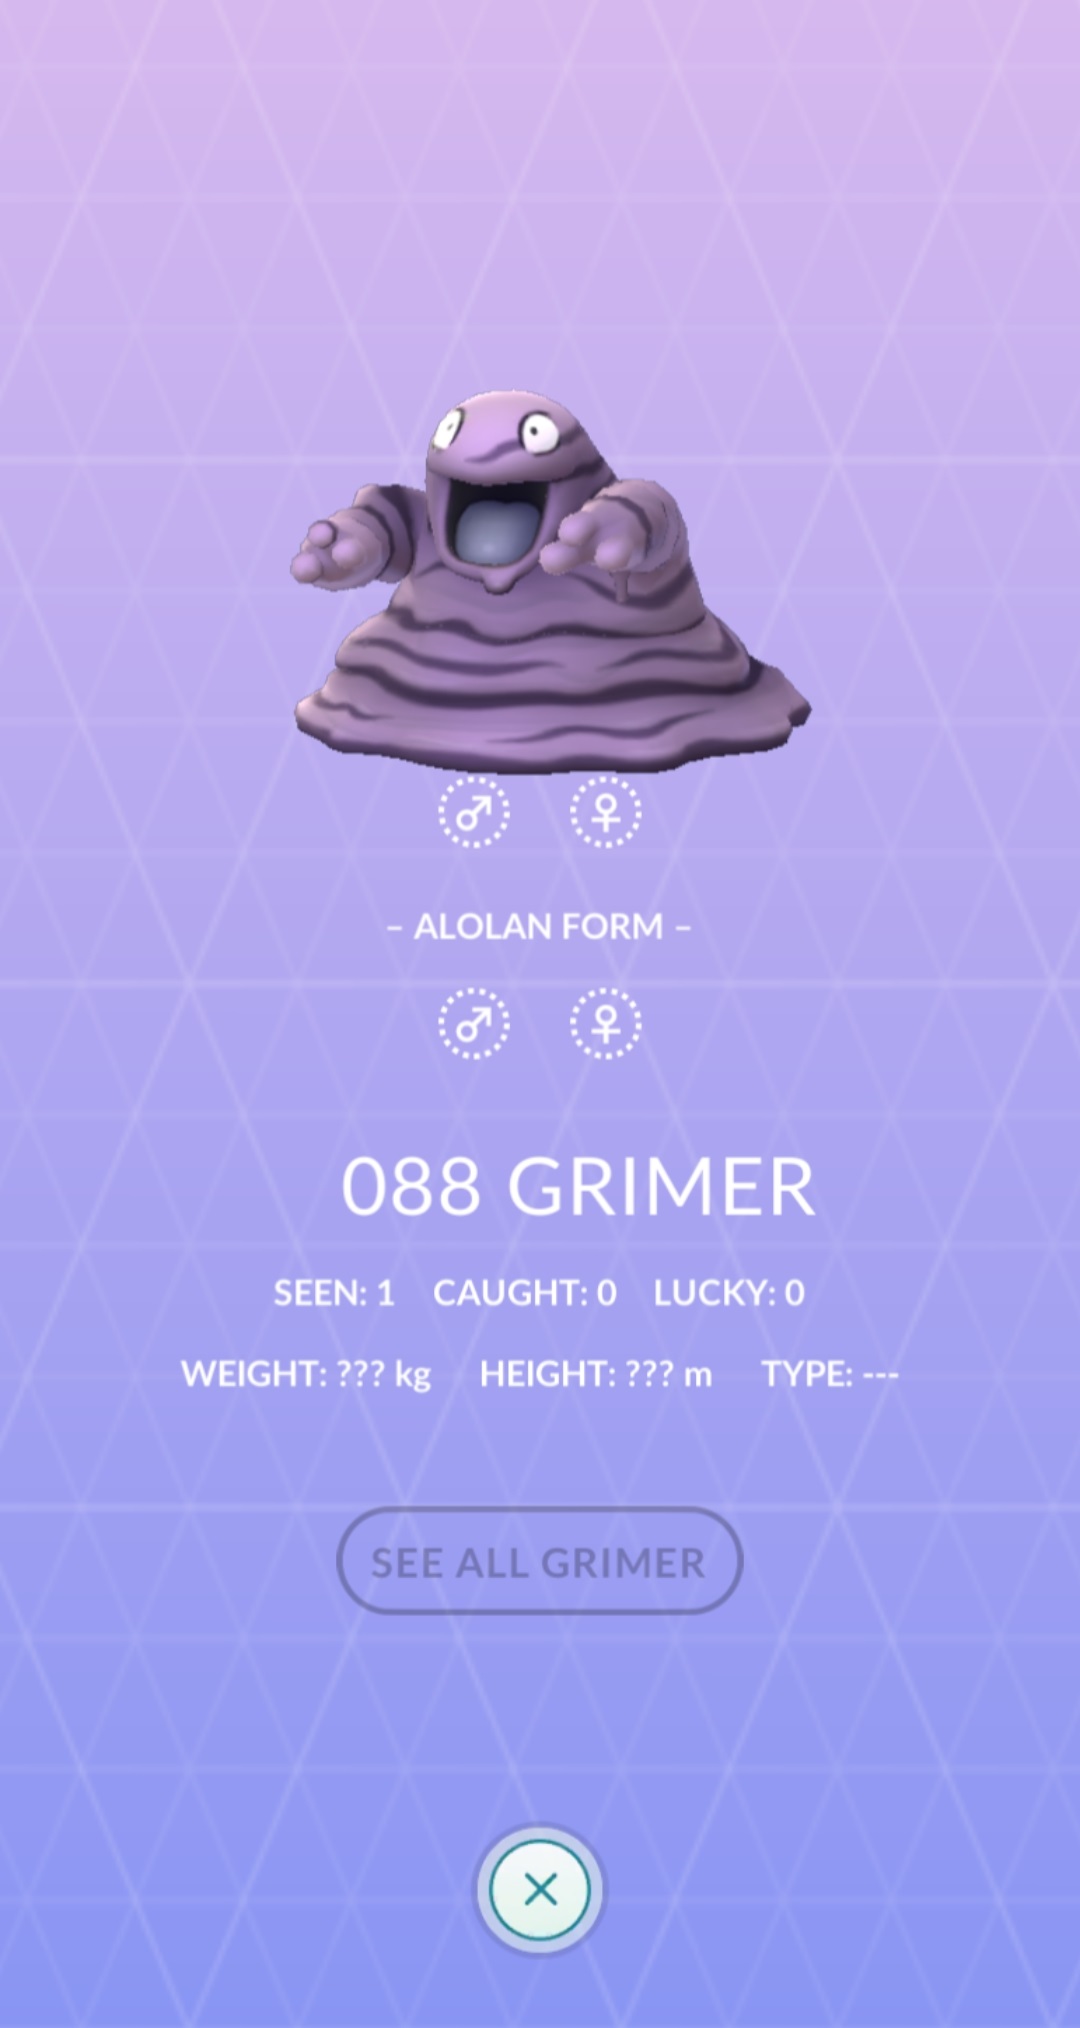 – ALOLAN FORM –
088 GRIMER
SEEN: 1 CAUGHT: 0 LUCKY: 0
WEIGHT: ??? kg HEIGHT: ??? m TYPE: ---
SEE ALL GRIMER